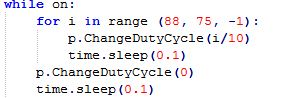 while on:
    for i in range (88, 75, -1):
        p.ChangeDutyCycle(i/10)
        time.sleep(0.1)
    p.ChangeDutyCycle(0)
    time.sleep(0.1)